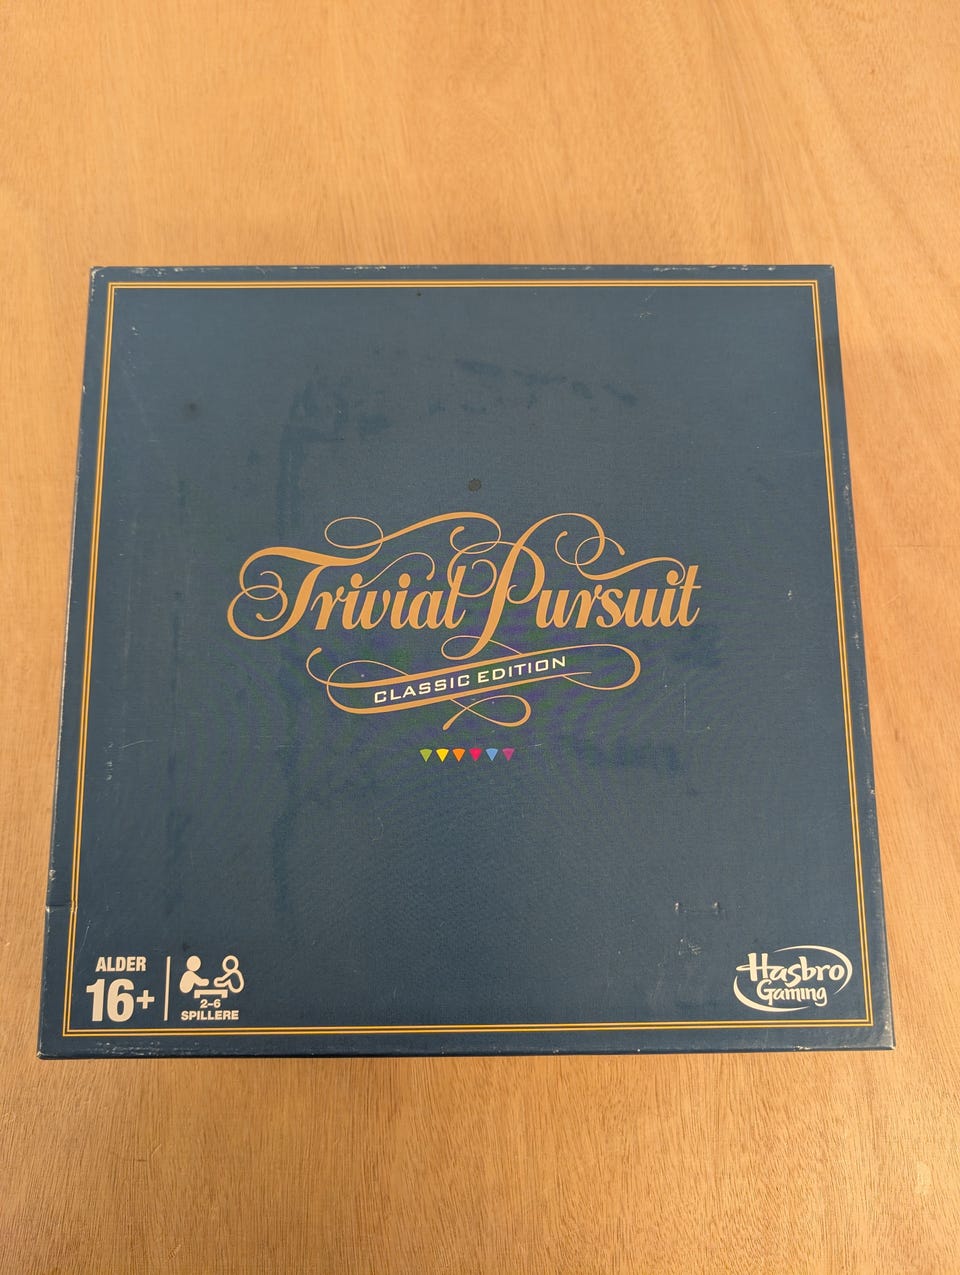 Trivial Pursuit
CLASSIC EDITION
ALDER
16+
2-6
SPILLERE
Hasbro
Gaming